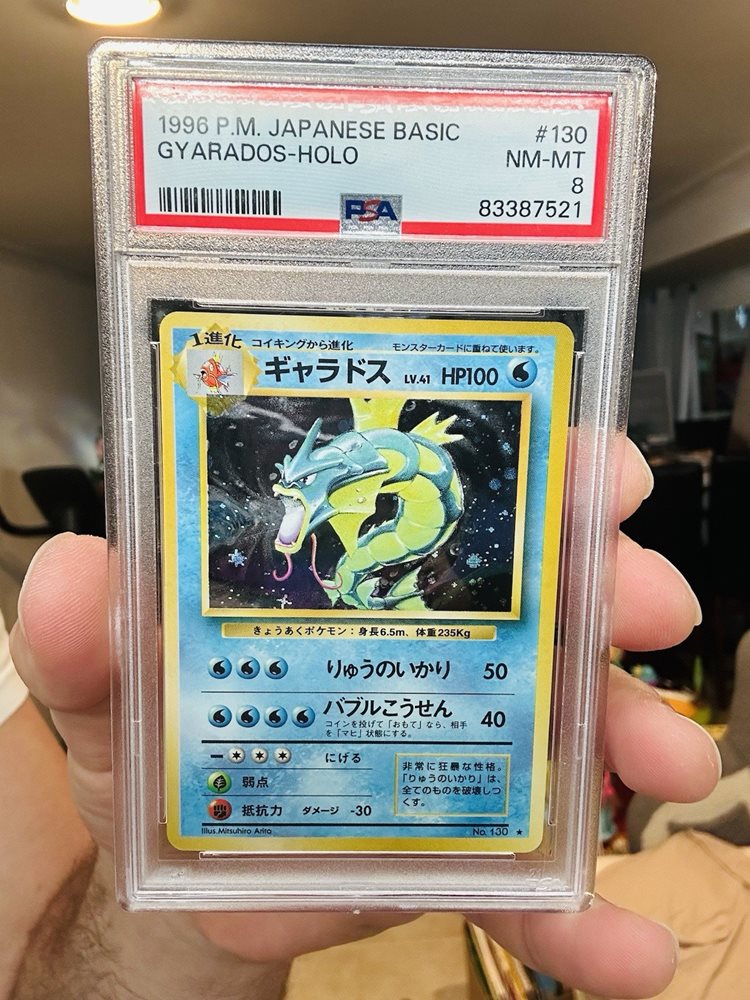 1996 P.M. JAPANESE BASIC #130
GYARADOS-HOLO NM-MT
8
PSA 83387521
1進化 コイキングから進化 モンスターカードに重ねて使います。
ギャラドス LV.41 HP100
きょうあくポケモン：身長6.5m、体重235Kg
りゅうのいかり 50
バブルこうせん 40
コインを投げて「おもて」なら、相手
を「マヒ」状態にする。
にげる
弱点
抵抗力 ダメージ -30
非常に狂暴な性格。
「りゅうのいかり」は、
全てのものを破壊しつ
くす。
Illus. Mitsuhiro Arita No. 130 ★